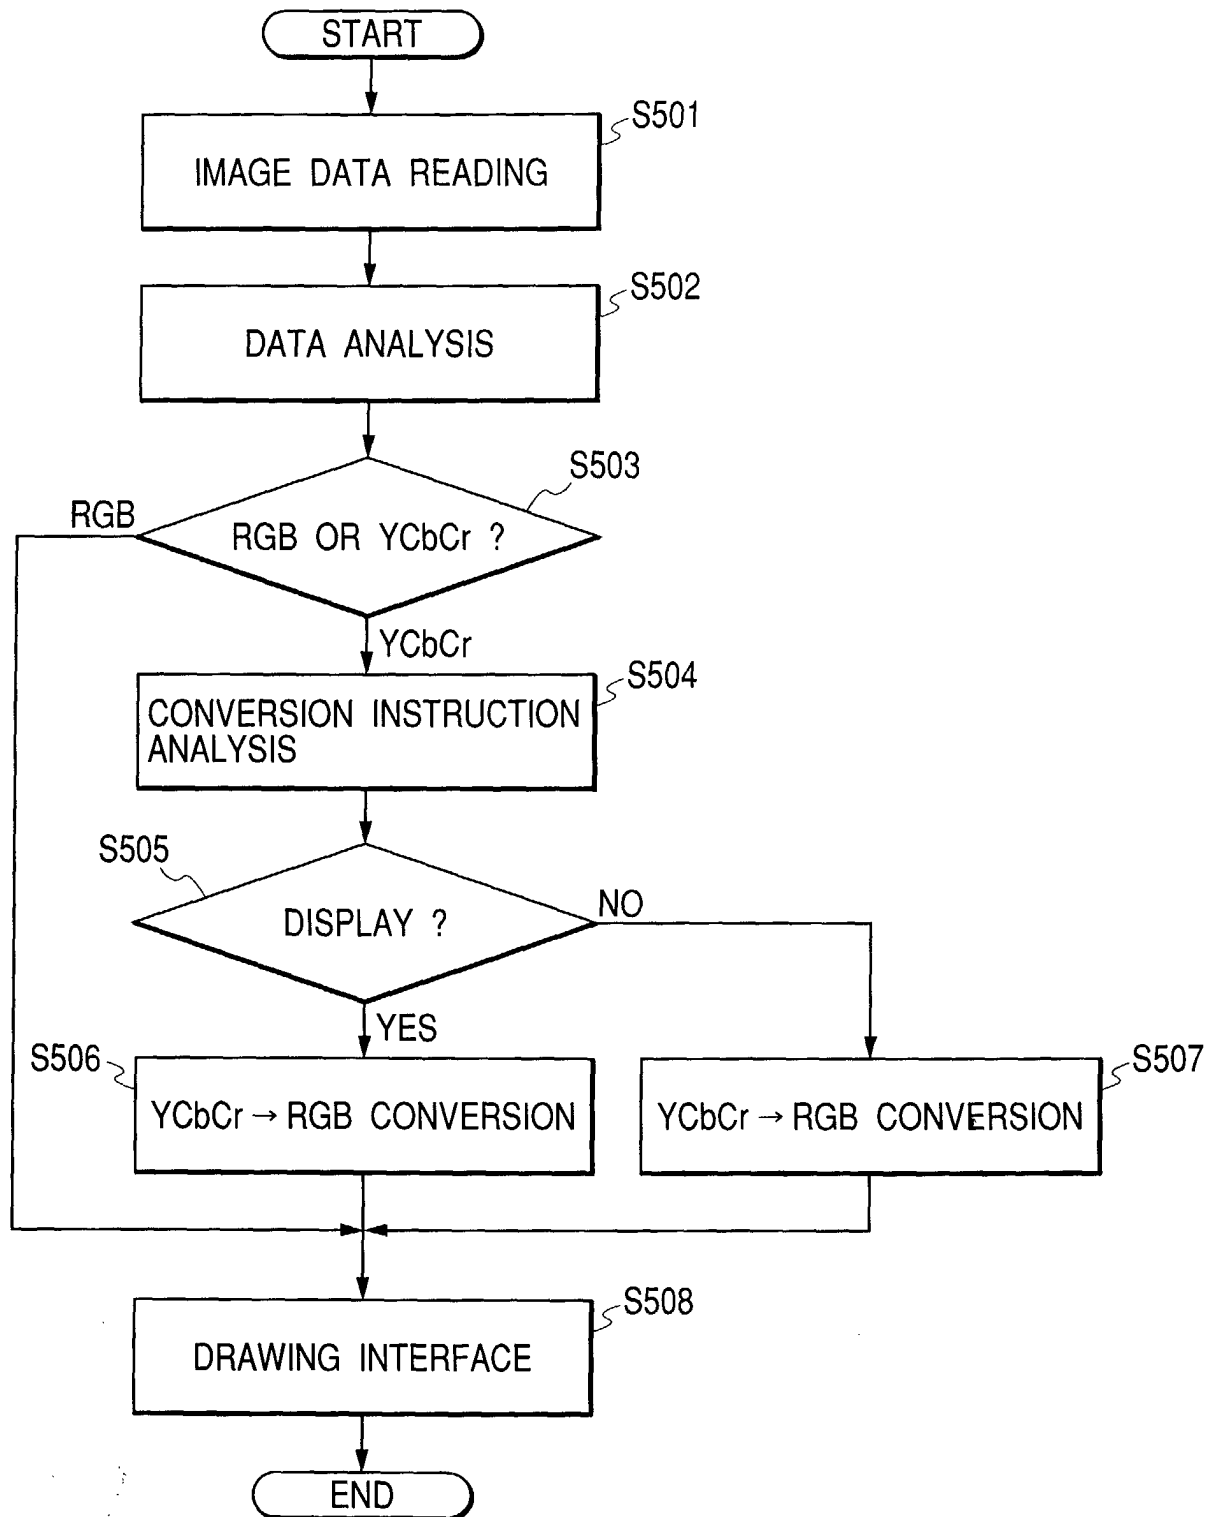 START
S501
IMAGE DATA READING
S502
DATA ANALYSIS
S503
RGB
RGB OR YCbCr ?
YCbCr
S504
CONVERSION INSTRUCTION
ANALYSIS
S505
DISPLAY ?
NO
YES
S506
YCbCr → RGB CONVERSION
S507
YCbCr → RGB CONVERSION
S508
DRAWING INTERFACE
END